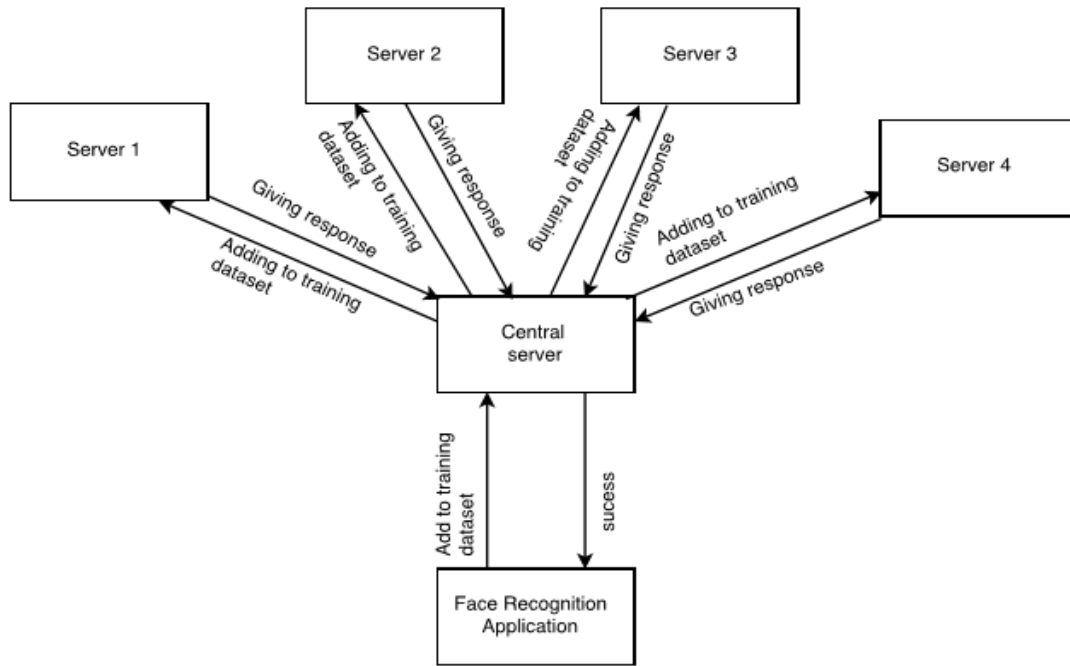 Server 2
Server 3
Server 1
Server 4
Giving response
Adding to training
dataset
Adding to training
dataset
Giving response
Adding to training
dataset
Giving response
Adding to training
dataset
Giving response
Central
server
Add to training
dataset
sucess
Face Recognition
Application